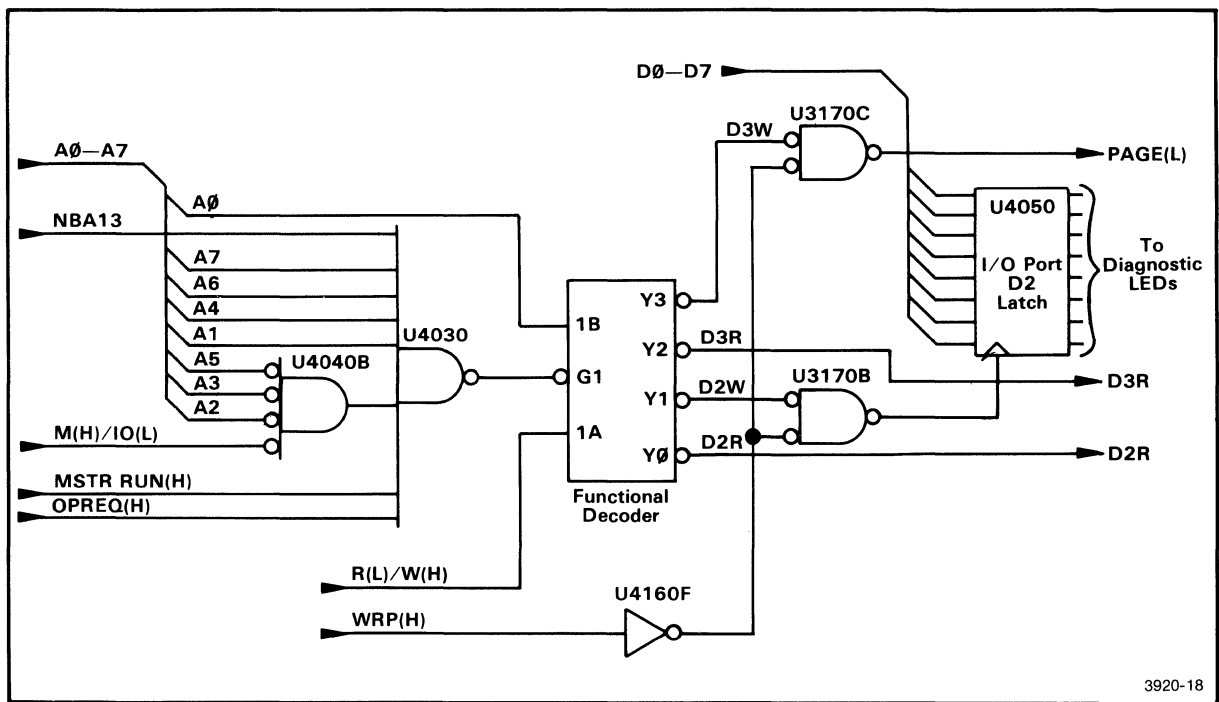 DØ—D7
U3170C
D3W
PAGE(L)
AØ—A7
AØ
NBA13
A7
A6
A4
A1
A5
A3
A2
U4040B
U4030
M(H)/IO(L)
MSTR RUN(H)
OPREQ(H)
1B
G1
1A
Y3
Y2
Y1
YØ
Functional
Decoder
D3R
D2W
D2R
U3170B
U4050
I/O Port
D2
Latch
To
Diagnostic
LEDs
D3R
D2R
R(L)/W(H)
WRP(H)
U4160F
3920-18